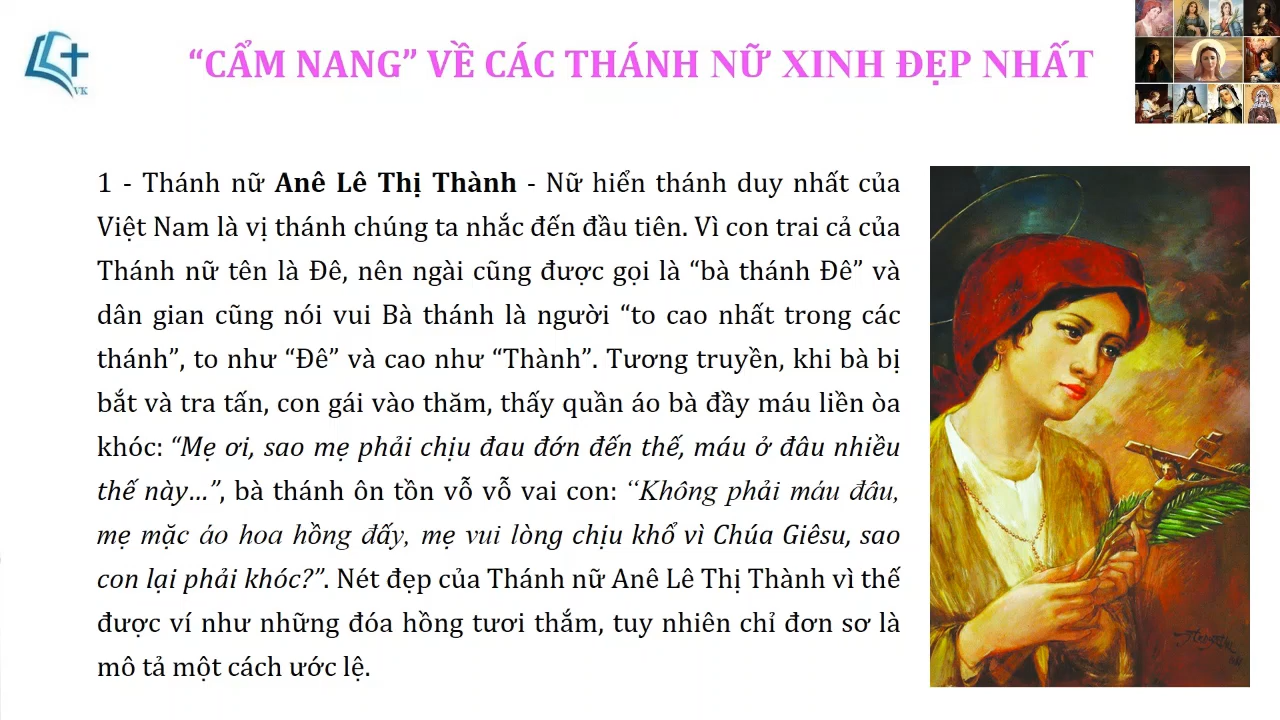 VK
“CẨM NANG” VỀ CÁC THÁNH NỮ XINH ĐẸP NHẤT
1 - Thánh nữ Anê Lê Thị Thành - Nữ hiển thánh duy nhất của
Việt Nam là vị thánh chúng ta nhắc đến đầu tiên. Vì con trai cả của
Thánh nữ tên là Đê, nên ngài cũng được gọi là “bà thánh Đê” và
dân gian cũng nói vui Bà thánh là người “to cao nhất trong các
thánh”, to như “Đê” và cao như “Thành”. Tương truyền, khi bà bị
bắt và tra tấn, con gái vào thăm, thấy quần áo bà đầy máu liền òa
khóc: “Mẹ ơi, sao mẹ phải chịu đau đớn đến thế, máu ở đâu nhiều
thế này…”, bà thánh ôn tồn vỗ vỗ vai con: “Không phải máu đâu,
mẹ mặc áo hoa hồng đấy, mẹ vui lòng chịu khổ vì Chúa Giêsu, sao
con lại phải khóc?”. Nét đẹp của Thánh nữ Anê Lê Thị Thành vì thế
được ví như những đóa hồng tươi thắm, tuy nhiên chỉ đơn sơ là
mô tả một cách ước lệ.